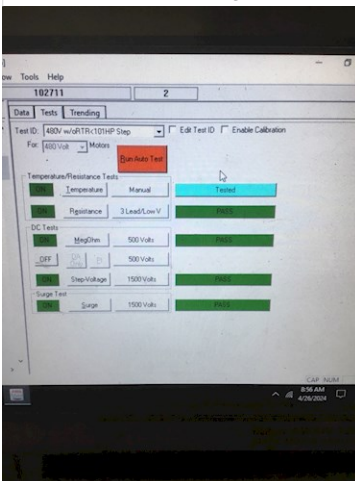 ow Tools Help
102711 2
Data Tests Trending
Test ID: 480V w/oRTR<101HP Step Edit Test ID Enable Calibration
For: 480 Volt Motors
Run Auto Test
Temperature/Resistance Tests
ON Temperature Manual Tested
ON Resistance 3 Lead/Low V PASS
DC Tests
ON MegOhm 500 Volts PASS
OFF PI 500 Volts
ON Step-Voltage 1500 Volts PASS
Surge Test
ON Surge 1500 Volts PASS
CAP NUM
8:56 AM
4/26/2024